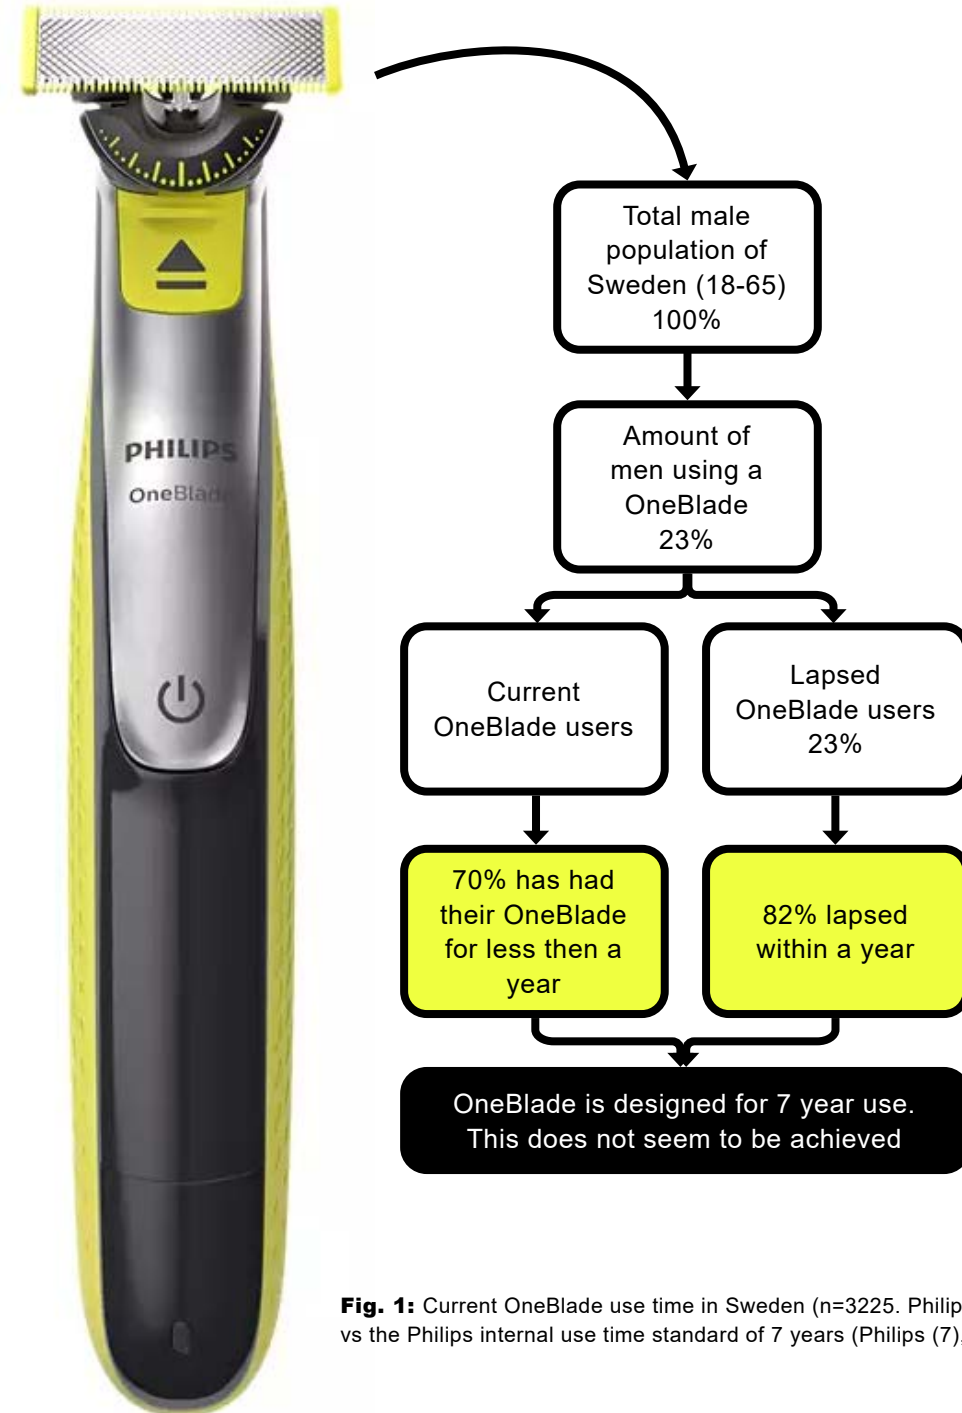 PHILIPS
OneBlade
Total male
population of
Sweden (18-65)
100%
Amount of
men using a
OneBlade
23%
Current
OneBlade users
Lapsed
OneBlade users
23%
70% has had
their OneBlade
for less then a
year
82% lapsed
within a year
OneBlade is designed for 7 year use.
This does not seem to be achieved
Fig. 1: Current OneBlade use time in Sweden (n=3225. Philip
vs the Philips internal use time standard of 7 years (Philips (7),